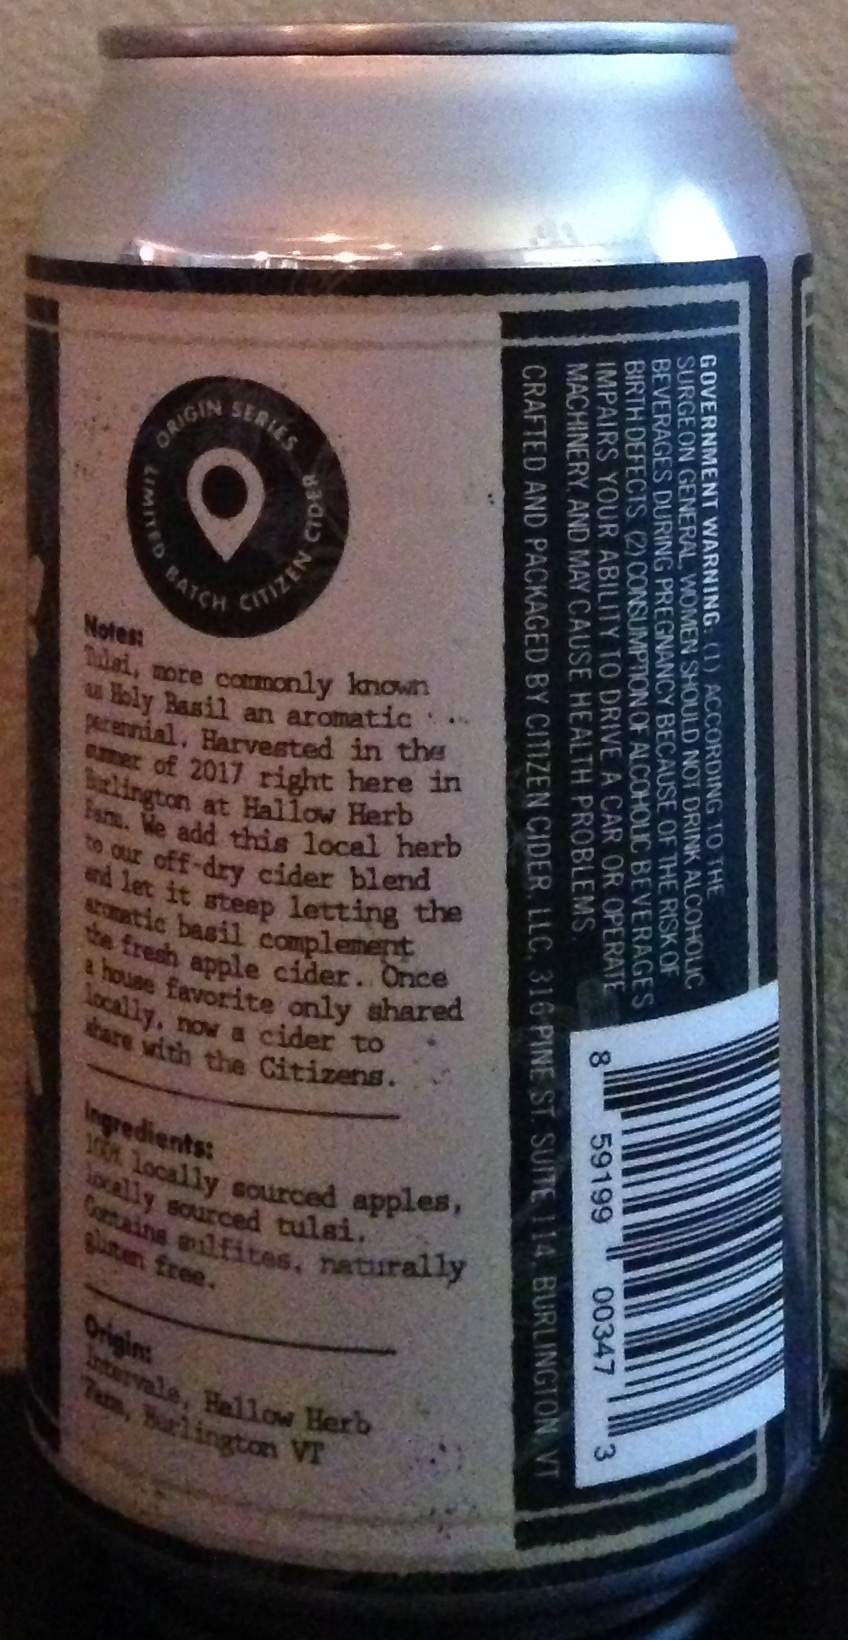 ORIGIN SERIES
LIMITED BATCH CITIZEN CIDER
Notes:
Tulsi, more commonly known
as Holy Basil an aromatic
perennial. Harvested in the
summer of 2017 right here in
Burlington at Hallow Herb
Farm. We add this local herb
to our off-dry cider blend
and let it steep letting the
aromatic basil complement
the fresh apple cider. Once
a house favorite only shared
locally, now a cider to
share with the Citizens.
Ingredients:
100% locally sourced apples,
locally sourced tulsi.
Contains sulfites, naturally
gluten free.
Origin:
Intervale, Hallow Herb
Farm, Burlington VT
GOVERNMENT WARNING: (1) ACCORDING TO THE
SURGEON GENERAL, WOMEN SHOULD NOT DRINK ALCOHOLIC
BEVERAGES DURING PREGNANCY BECAUSE OF THE RISK OF
BIRTH DEFECTS. (2) CONSUMPTION OF ALCOHOLIC BEVERAGES
IMPAIRS YOUR ABILITY TO DRIVE A CAR OR OPERATE
MACHINERY, AND MAY CAUSE HEALTH PROBLEMS.
CRAFTED AND PACKAGED BY CITIZEN CIDER, LLC, 316 PINE ST. SUITE 114, BURLINGTON, VT
8 59199 00347 3